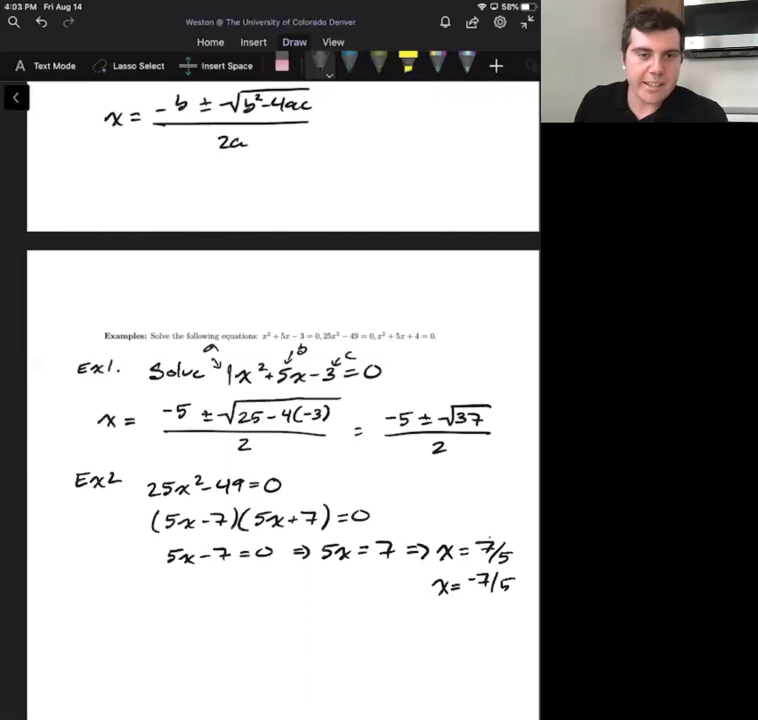 4:03 PM Fri Aug 14
58%
Weston @ The University of Colorado Denver
Home Insert Draw View
A Text Mode Lasso Select Insert Space
x = -b ± √b²-4ac / 2a
Examples: Solve the following equations: x² + 5x − 3 = 0, 25x² − 49 = 0, x² + 5x + 4 = 0.
a b c
Ex1. Solve 1x²+5x-3=0
x = -5 ± √25-4(-3) / 2 = -5 ± √37 / 2
Ex2 25x²-49=0
(5x-7)(5x+7)=0
5x-7=0 ⇒ 5x=7 ⇒ x=7/5
x=-7/5